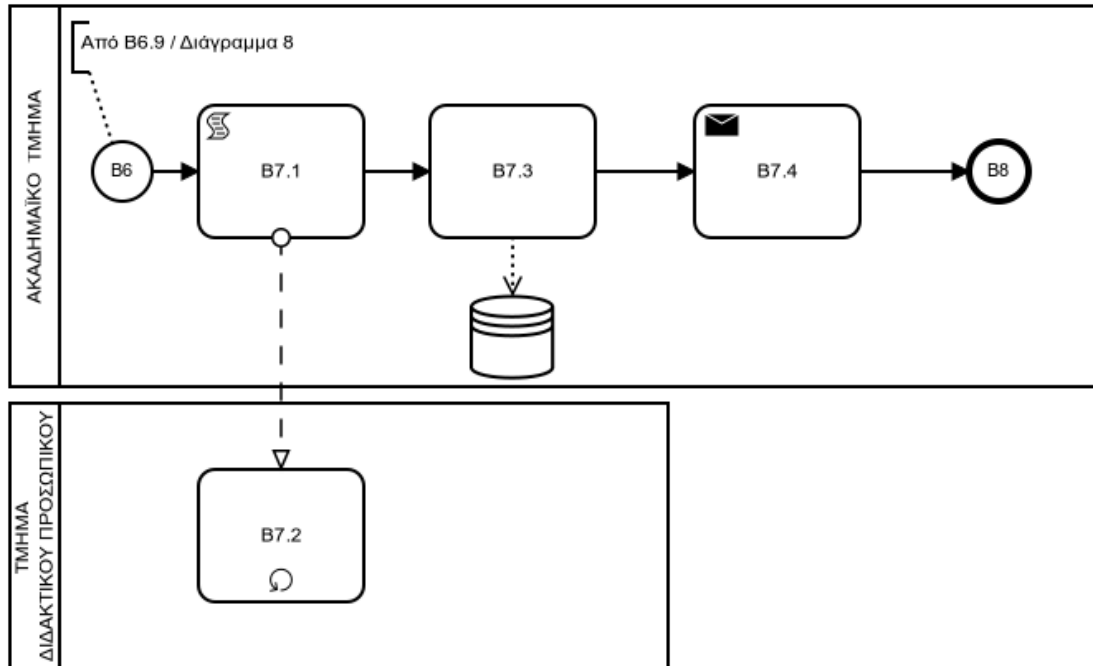 Από Β6.9 / Διάγραμμα 8
ΑΚΑΔΗΜΑΪΚΟ ΤΜΗΜΑ
Β6
Β7.1
Β7.3
Β7.4
Β8
ΤΜΗΜΑ
ΔΙΔΑΚΤΙΚΟΥ ΠΡΟΣΩΠΙΚΟΥ
Β7.2